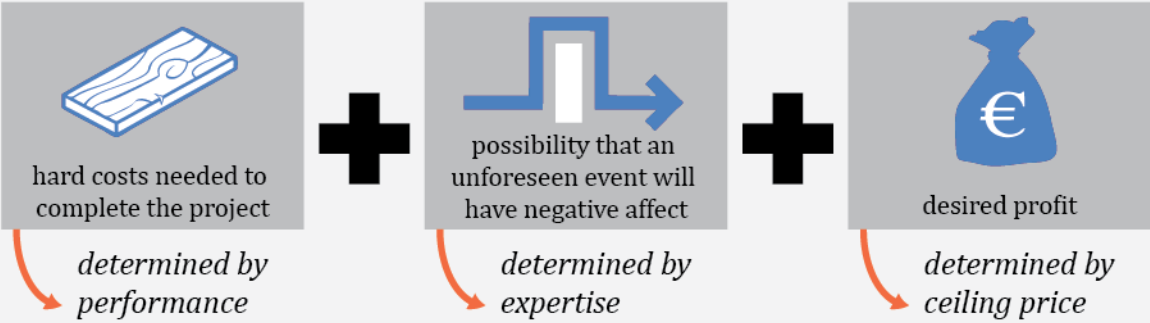 hard costs needed to
complete the project
possibility that an
unforeseen event will
have negative affect
€
desired profit
determined by
performance
determined by
expertise
determined by
ceiling price